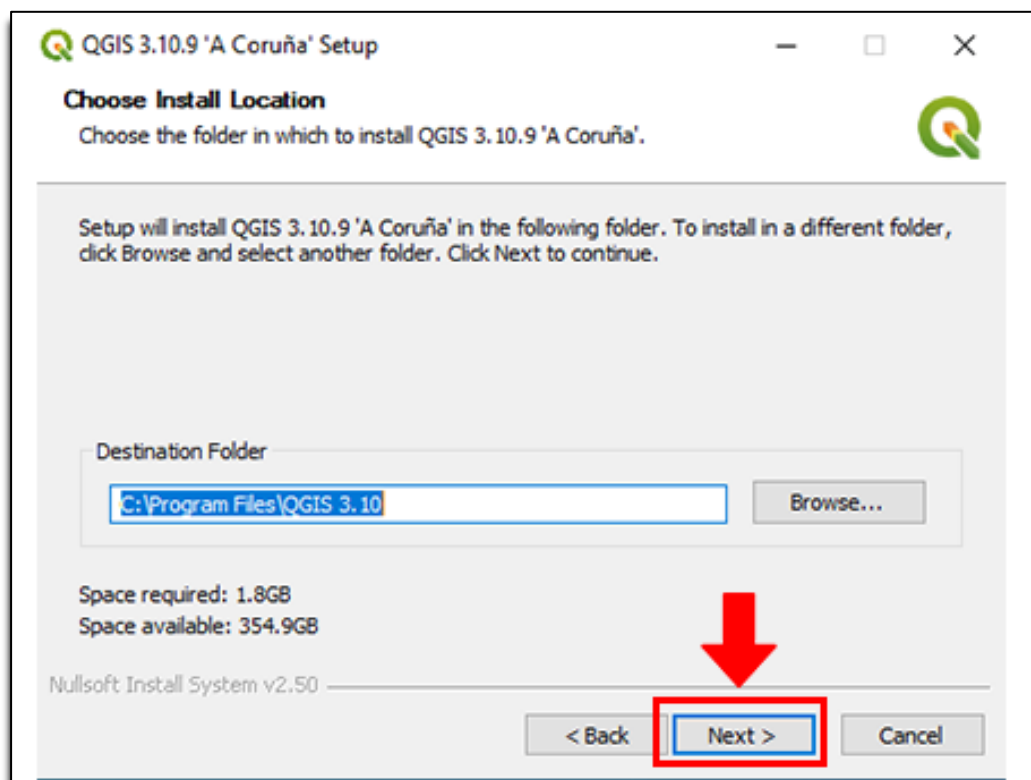 QGIS 3.10.9 'A Coruña' Setup
Choose Install Location
Choose the folder in which to install QGIS 3.10.9 'A Coruña'.
Setup will install QGIS 3.10.9 'A Coruña' in the following folder. To install in a different folder,
click Browse and select another folder. Click Next to continue.
Destination Folder
C:\Program Files\QGIS 3.10
Browse...
Space required: 1.8GB
Space available: 354.9GB
Nullsoft Install System v2.50
< Back
Next >
Cancel